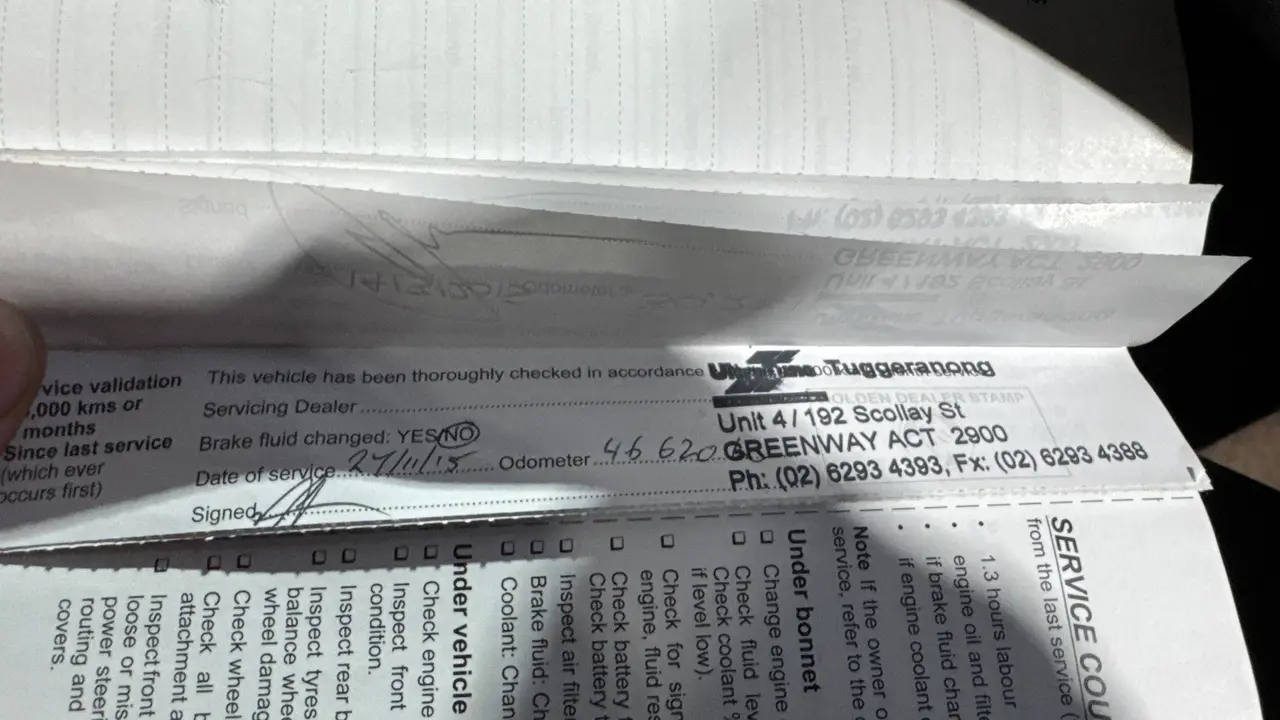 vice validation
,000 kms or
months
Since last service
(which ever
occurs first)
This vehicle has been thoroughly checked in accordance
Servicing Dealer
Brake fluid changed: YES/NO
Date of service 27/11/15 Odometer 46 620
Signed
Tuggeranong
OLDEN DEALER STAMP
Unit 4 / 192 Scollay St
GREENWAY ACT 2900
Ph: (02) 6293 4393, Fx: (02) 6293 4388
SERVICE COU
from the last service (
• 1.3 hours labour
• engine oil and filte
• if brake fluid chan
• if engine coolant c
Note If the owner o
service, refer to the
Under bonnet
Change engine
Check fluid lev
Check coolant %
if level low).
Check for sign
engine, fluid res
Check battery
Check battery t
Inspect air filte
Brake fluid: Ch
Coolant: Chan
Under vehicle
Check engine
Inspect front
condition.
Inspect rear b
Inspect tyres
balance whee
wheel damag
Check wheel
Check all b
attachment a
Inspect front
loose or mis
power steeri
routing and
covers.